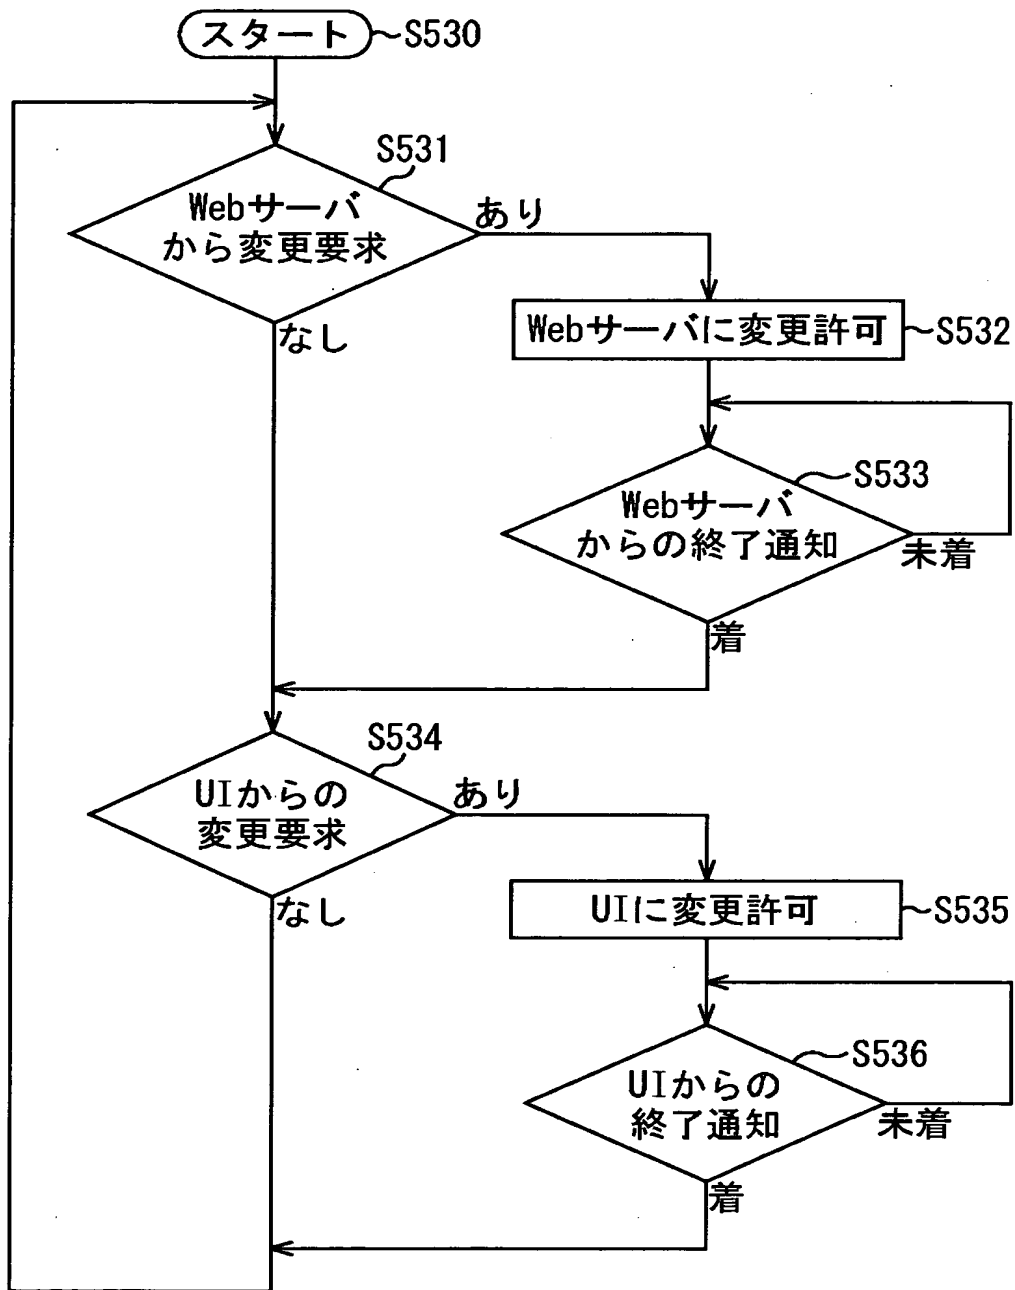 スタート S530
S531
Webサーバ
から変更要求
あり
なし
Webサーバに変更許可 S532
S533
Webサーバ
からの終了通知
未着
着
S534
UIからの
変更要求
あり
なし
UIに変更許可 S535
S536
UIからの
終了通知
未着
着